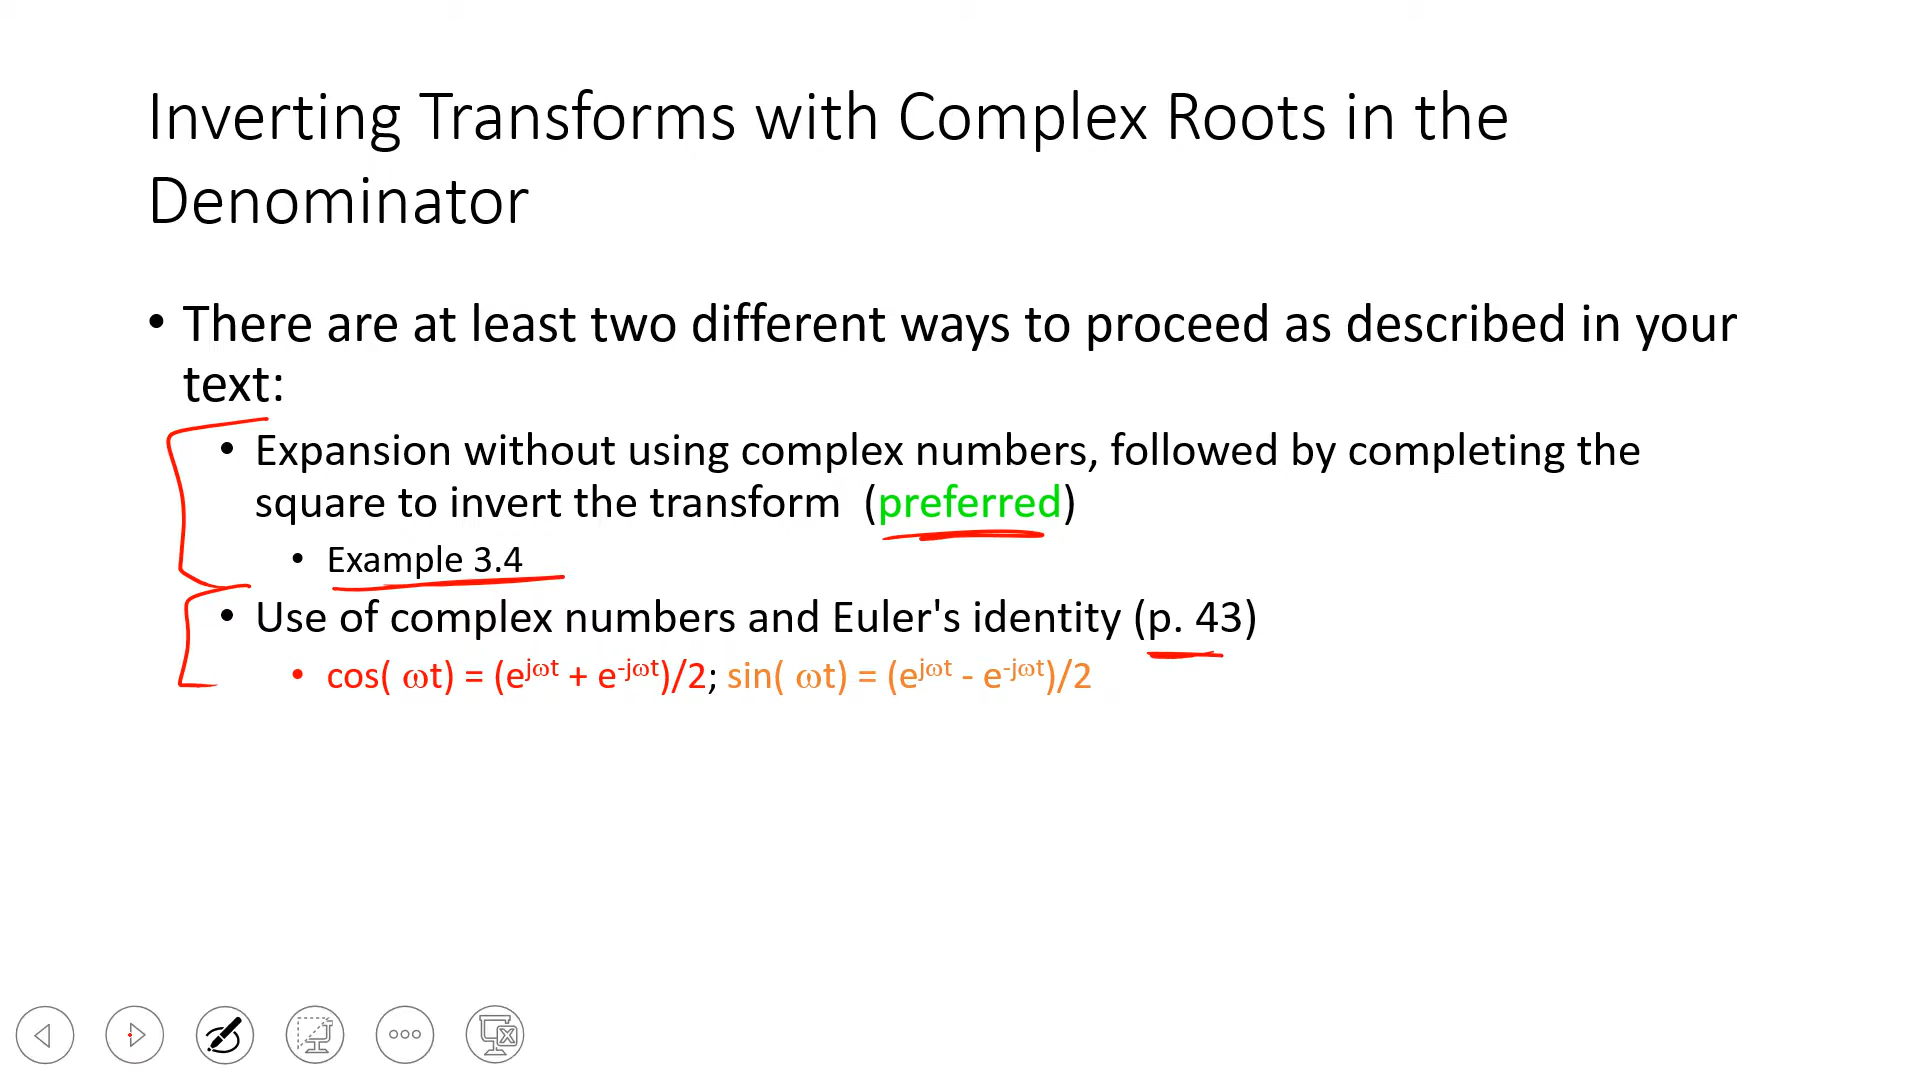 Inverting Transforms with Complex Roots in the
Denominator
• There are at least two different ways to proceed as described in your
text:
• Expansion without using complex numbers, followed by completing the
square to invert the transform (preferred)
• Example 3.4
• Use of complex numbers and Euler's identity (p. 43)
• cos( ωt) = (e^jωt + e^-jωt)/2; sin( ωt) = (e^jωt - e^-jωt)/2